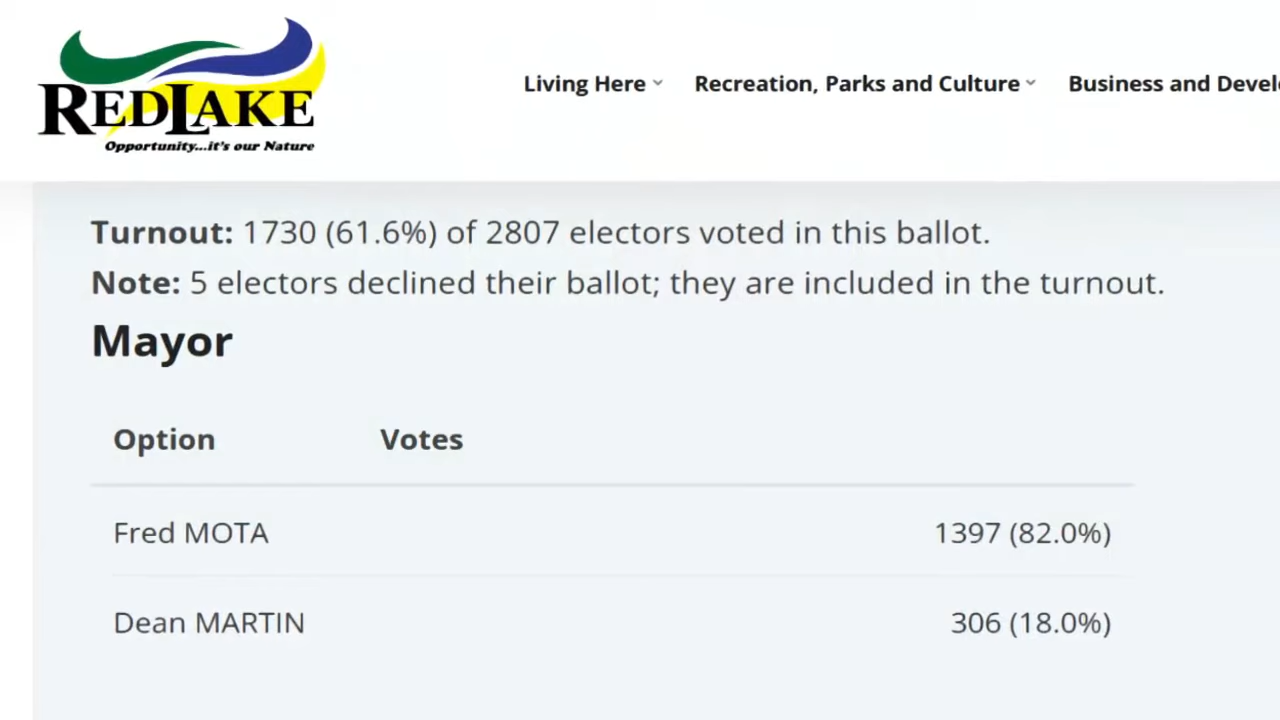 REDLAKE
Opportunity...it's our Nature
Living Here
Recreation, Parks and Culture
Business and Devel
Turnout: 1730 (61.6%) of 2807 electors voted in this ballot.
Note: 5 electors declined their ballot; they are included in the turnout.
Mayor
Option Votes
Fred MOTA 1397 (82.0%)
Dean MARTIN 306 (18.0%)